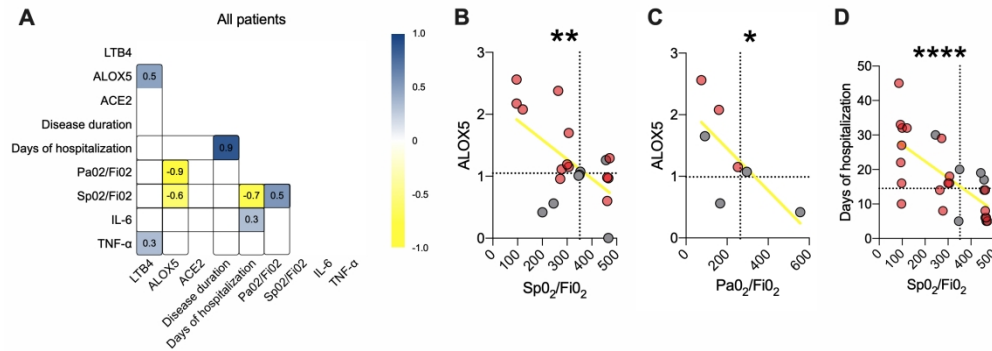 A
All patients
LTB4
ALOX5
ACE2
Disease duration
Days of hospitalization
Pa02/Fi02
Sp02/Fi02
IL-6
TNF-α
0.5
0.9
-0.9
-0.6
-0.7
0.5
0.3
0.3
LTB4
ALOX5
ACE2
Disease duration
Days of hospitalization
Pa02/Fi02
Sp02/Fi02
IL-6
TNF-α
1.0
0.5
0
-0.5
-1.0
B
**
ALOX5
3
2
1
0
0
100
200
300
400
500
Sp0₂/Fi0₂
C
*
ALOX5
3
2
1
0
0
200
400
600
Pa0₂/Fi0₂
D
****
Days of hospitalization
50
40
30
20
10
0
0
100
200
300
400
500
Sp0₂/Fi0₂